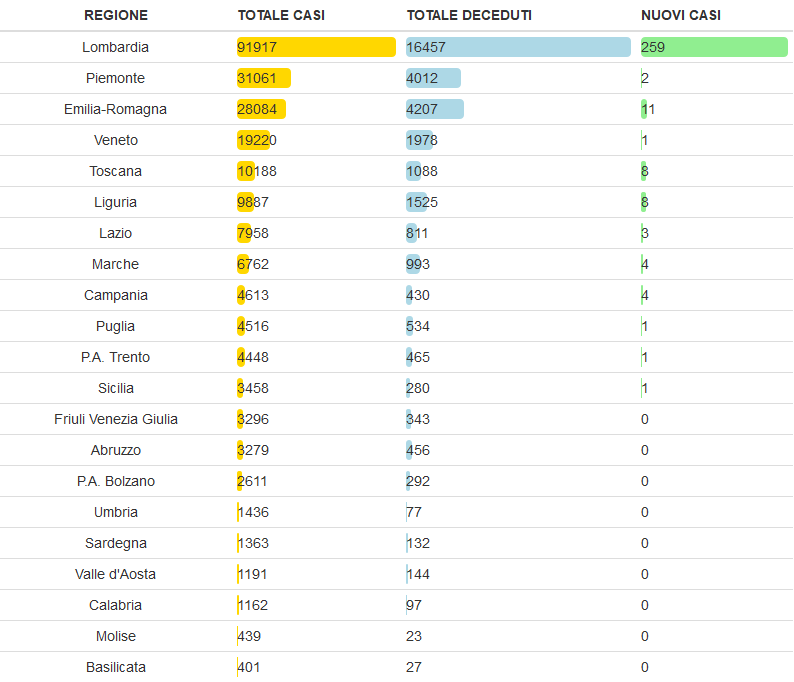 REGIONE TOTALE CASI TOTALE DECEDUTI NUOVI CASI
Lombardia 91917 16457 259
Piemonte 31061 4012 2
Emilia-Romagna 28084 4207 11
Veneto 19220 1978 1
Toscana 10188 1088 8
Liguria 9887 1525 8
Lazio 7958 811 3
Marche 6762 993 4
Campania 4613 430 4
Puglia 4516 534 1
P.A. Trento 4448 465 1
Sicilia 3458 280 1
Friuli Venezia Giulia 3296 343 0
Abruzzo 3279 456 0
P.A. Bolzano 2611 292 0
Umbria 1436 77 0
Sardegna 1363 132 0
Valle d'Aosta 1191 144 0
Calabria 1162 97 0
Molise 439 23 0
Basilicata 401 27 0